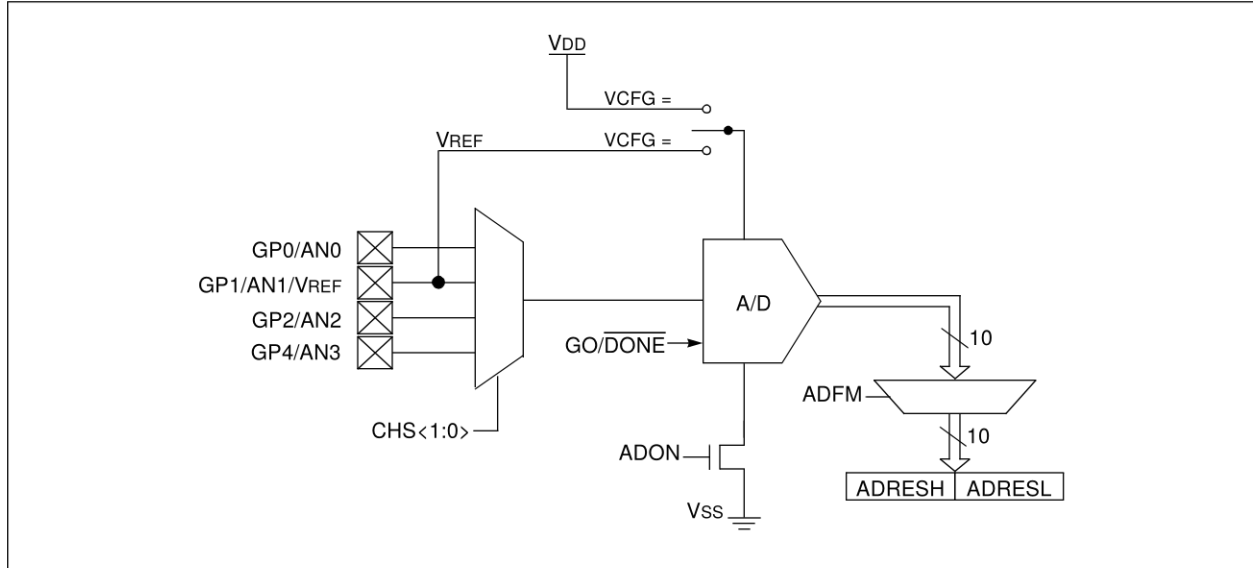 VDD
VCFG =
VREF
VCFG =
GP0/AN0
GP1/AN1/VREF
GP2/AN2
GP4/AN3
A/D
GO/DONE
10
ADFM
CHS<1:0>
10
ADON
ADRESH ADRESL
VSS